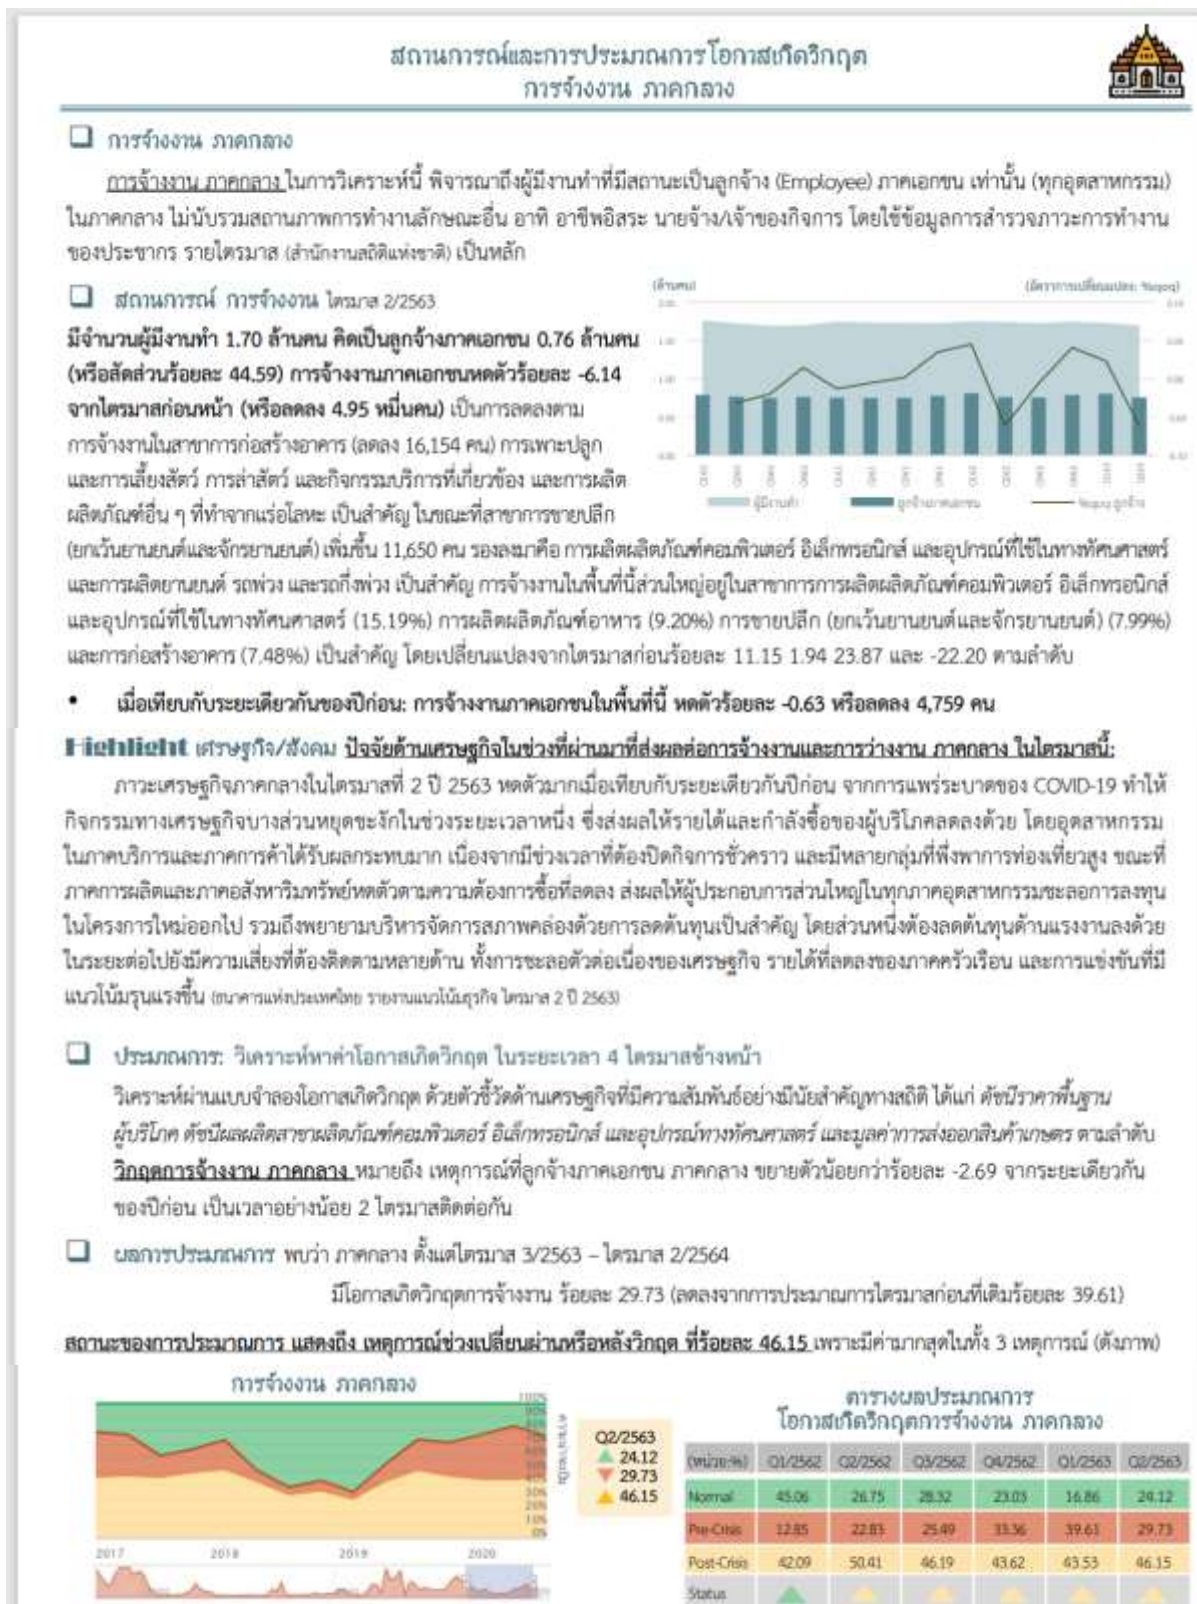 สถานการณ์และการประมาณการโอกาสเกิดวิกฤต
การจ้างงาน ภาคกลาง
การจ้างงาน ภาคกลาง
การจ้างงาน ภาคกลาง ในการวิเคราะห์นี้ พิจารณาถึงผู้มีงานทำที่มีสถานะเป็นลูกจ้าง (Employee) ภาคเอกชน เท่านั้น (ทุกอุตสาหกรรม)
ในภาคกลาง ไม่นับรวมสถานภาพการทำงานลักษณะอื่น อาทิ อาชีพอิสระ นายจ้าง/เจ้าของกิจการ โดยใช้ข้อมูลการสำรวจภาวะการทำงาน
ของประชากร รายไตรมาส (สำนักงานสถิติแห่งชาติ) เป็นหลัก
สถานการณ์ การจ้างงาน ไตรมาส 2/2563
มีจำนวนผู้มีงานทำ 1.70 ล้านคน คิดเป็นลูกจ้างภาคเอกชน 0.76 ล้านคน
(หรือสัดส่วนร้อยละ 44.59) การจ้างงานภาคเอกชนหดตัวร้อยละ -6.14
จากไตรมาสก่อนหน้า (หรือลดลง 4.95 หมื่นคน) เป็นการลดลงตาม
การจ้างงานในสาขาการก่อสร้างอาคาร (ลดลง 16,154 คน) การเพาะปลูก
และการเลี้ยงสัตว์ การล่าสัตว์ และกิจกรรมบริการที่เกี่ยวข้อง และการผลิต
ผลิตภัณฑ์อื่น ๆ ที่ทำจากแร่อโลหะ เป็นสำคัญ ในขณะที่สาขาการขายปลีก
(ล้านคน) (อัตราการเปลี่ยนแปลง: %qoq)
ผู้มีงานทำ ลูกจ้างภาคเอกชน %qoq ลูกจ้าง
(ยกเว้นยานยนต์และจักรยานยนต์) เพิ่มขึ้น 11,650 คน รองลงมาคือ การผลิตผลิตภัณฑ์คอมพิวเตอร์ อิเล็กทรอนิกส์ และอุปกรณ์ที่ใช้ในทางทัศนศาสตร์
และการผลิตยานยนต์ รถพ่วง และรถกึ่งพ่วง เป็นสำคัญ การจ้างงานในพื้นที่นี้ส่วนใหญ่อยู่ในสาขาการการผลิตผลิตภัณฑ์คอมพิวเตอร์ อิเล็กทรอนิกส์
และอุปกรณ์ที่ใช้ในทางทัศนศาสตร์ (15.19%) การผลิตผลิตภัณฑ์อาหาร (9.20%) การขายปลีก (ยกเว้นยานยนต์และจักรยานยนต์) (7.99%)
และการก่อสร้างอาคาร (7.48%) เป็นสำคัญ โดยเปลี่ยนแปลงจากไตรมาสก่อนร้อยละ 11.15 1.94 23.87 และ -22.20 ตามลำดับ
• เมื่อเทียบกับระยะเดียวกันของปีก่อน: การจ้างงานภาคเอกชนในพื้นที่นี้ หดตัวร้อยละ -0.63 หรือลดลง 4,759 คน
Highlight เศรษฐกิจ/สังคม ปัจจัยด้านเศรษฐกิจในช่วงที่ผ่านมาที่ส่งผลต่อการจ้างงานและการว่างงาน ภาคกลาง ในไตรมาสนี้:
ภาวะเศรษฐกิจภาคกลางในไตรมาสที่ 2 ปี 2563 หดตัวมากเมื่อเทียบกับระยะเดียวกันปีก่อน จากการแพร่ระบาดของ COVID-19 ทำให้
กิจกรรมทางเศรษฐกิจบางส่วนหยุดชะงักในช่วงระยะเวลาหนึ่ง ซึ่งส่งผลให้รายได้และกำลังซื้อของผู้บริโภคลดลงด้วย โดยอุตสาหกรรม
ในภาคบริการและภาคการค้าได้รับผลกระทบมาก เนื่องจากมีช่วงเวลาที่ต้องปิดกิจการชั่วคราว และมีหลายกลุ่มที่พึ่งพาการท่องเที่ยวสูง ขณะที่
ภาคการผลิตและภาคอสังหาริมทรัพย์หดตัวตามความต้องการซื้อที่ลดลง ส่งผลให้ผู้ประกอบการส่วนใหญ่ในทุกภาคอุตสาหกรรมชะลอการลงทุน
ในโครงการใหม่ออกไป รวมถึงพยายามบริหารจัดการสภาพคล่องด้วยการลดต้นทุนเป็นสำคัญ โดยส่วนหนึ่งต้องลดต้นทุนด้านแรงงานลงด้วย
ในระยะต่อไปยังมีความเสี่ยงที่ต้องติดตามหลายด้าน ทั้งการชะลอตัวต่อเนื่องของเศรษฐกิจ รายได้ที่ลดลงของภาคครัวเรือน และการแข่งขันที่มี
แนวโน้มรุนแรงขึ้น (ธนาคารแห่งประเทศไทย รายงานแนวโน้มธุรกิจ ไตรมาส 2 ปี 2563)
ประมาณการ: วิเคราะห์หาค่าโอกาสเกิดวิกฤต ในระยะเวลา 4 ไตรมาสข้างหน้า
วิเคราะห์ผ่านแบบจำลองโอกาสเกิดวิกฤต ด้วยตัวชี้วัดด้านเศรษฐกิจที่มีความสัมพันธ์อย่างมีนัยสำคัญทางสถิติ ได้แก่ ดัชนีราคาพื้นฐาน
ผู้บริโภค ดัชนีผลผลิตสาขาผลิตภัณฑ์คอมพิวเตอร์ อิเล็กทรอนิกส์ และอุปกรณ์ทางทัศนศาสตร์ และมูลค่าการส่งออกสินค้าเกษตร ตามลำดับ
วิกฤตการจ้างงาน ภาคกลาง หมายถึง เหตุการณ์ที่ลูกจ้างภาคเอกชน ภาคกลาง ขยายตัวน้อยกว่าร้อยละ -2.69 จากระยะเดียวกัน
ของปีก่อน เป็นเวลาอย่างน้อย 2 ไตรมาสติดต่อกัน
ผลการประมาณการ พบว่า ภาคกลาง ตั้งแต่ไตรมาส 3/2563 – ไตรมาส 2/2564
มีโอกาสเกิดวิกฤตการจ้างงาน ร้อยละ 29.73 (ลดลงจากการประมาณการไตรมาสก่อนที่เดิมร้อยละ 39.61)
สถานะของการประมาณการ แสดงถึง เหตุการณ์ช่วงเปลี่ยนผ่านหรือหลังวิกฤต ที่ร้อยละ 46.15 เพราะมีค่ามากสุดในทั้ง 3 เหตุการณ์ (ดังภาพ)
การจ้างงาน ภาคกลาง
100%
30%
20%
10%
0%
2017 2018 2019 2020
Q2/2563
24.12
29.73
46.15
ตารางผลประมาณการ
โอกาสเกิดวิกฤตการจ้างงาน ภาคกลาง
(หน่วย:%) Q1/2562 Q2/2562 Q3/2562 Q4/2562 Q1/2563 Q2/2563
Normal 45.06 26.75 28.32 23.03 16.86 24.12
Pre-Crisis 12.85 22.83 25.49 33.36 39.61 29.73
Post-Crisis 42.09 50.41 46.19 43.62 43.53 46.15
Status